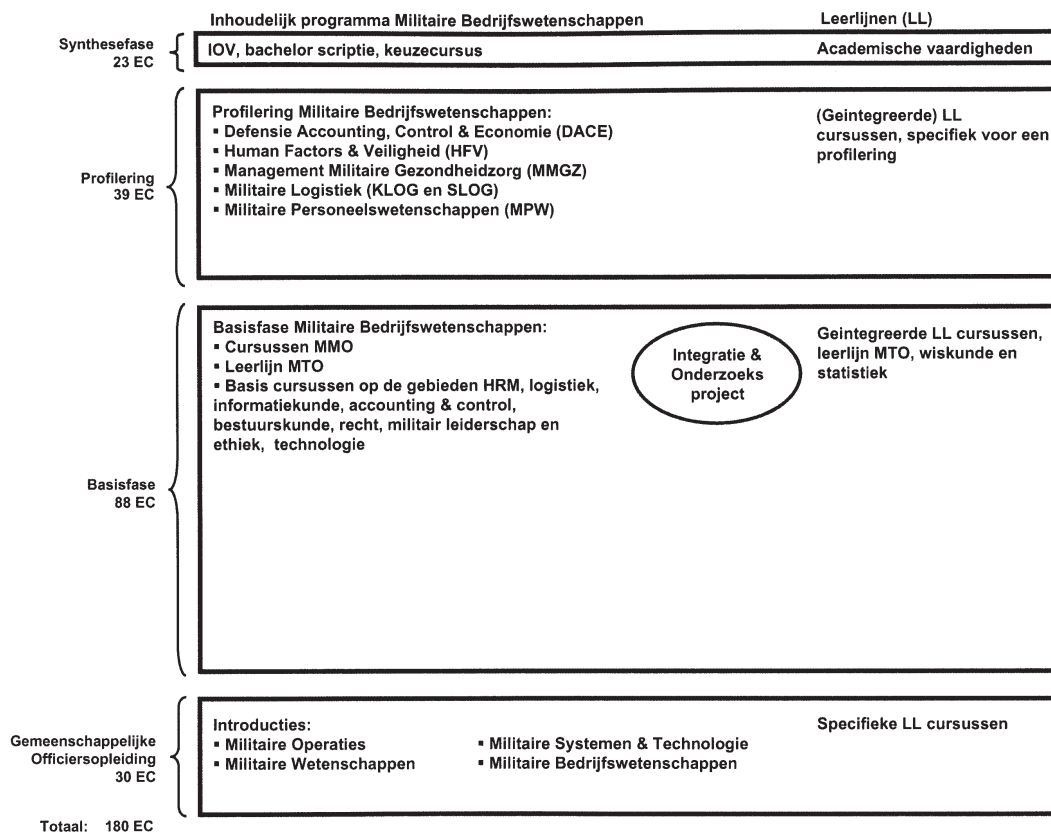 Inhoudelijk programma Militaire Bedrijfswetenschappen
Leerlijnen (LL)
Synthesefase
23 EC
IOV, bachelor scriptie, keuzecursus
Academische vaardigheden
Profilering
39 EC
Profilering Militaire Bedrijfswetenschappen:
▪ Defensie Accounting, Control & Economie (DACE)
▪ Human Factors & Veiligheid (HFV)
▪ Management Militaire Gezondheidzorg (MMGZ)
▪ Militaire Logistiek (KLOG en SLOG)
▪ Militaire Personeelswetenschappen (MPW)
(Geintegreerde) LL
cursussen, specifiek voor een
profilering
Basisfase
88 EC
Basisfase Militaire Bedrijfswetenschappen:
▪ Cursussen MMO
▪ Leerlijn MTO
▪ Basis cursussen op de gebieden HRM, logistiek,
informatiekunde, accounting & control,
bestuurskunde, recht, militair leiderschap en
ethiek, technologie
Integratie &
Onderzoeks
project
Geintegreerde LL cursussen,
leerlijn MTO, wiskunde en
statistiek
Gemeenschappelijke
Officiersopleiding
30 EC
Introducties:
▪ Militaire Operaties
▪ Militaire Wetenschappen
▪ Militaire Systemen & Technologie
▪ Militaire Bedrijfswetenschappen
Specifieke LL cursussen
Totaal: 180 EC